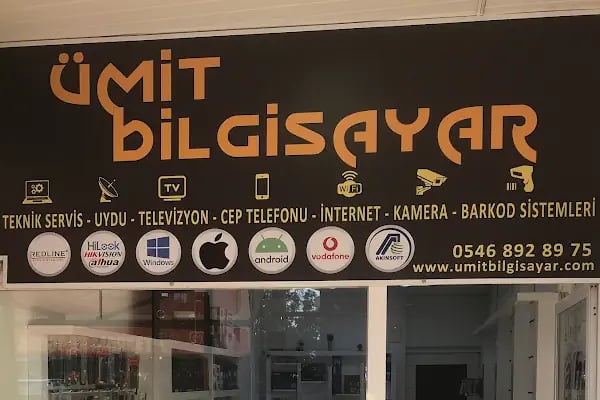 ÜMİT
BİLGİSAYAR
TV
WiFi
TEKNİK SERVİS - UYDU - TELEVİZYON - CEP TELEFONU - İNTERNET - KAMERA - BARKOD SİSTEMLERİ
REDLINE
HiLook
HIKVISION
alhua
Windows
android
vodafone
AKINSOFT
0546 892 89 75
www.umitbilgisayar.com